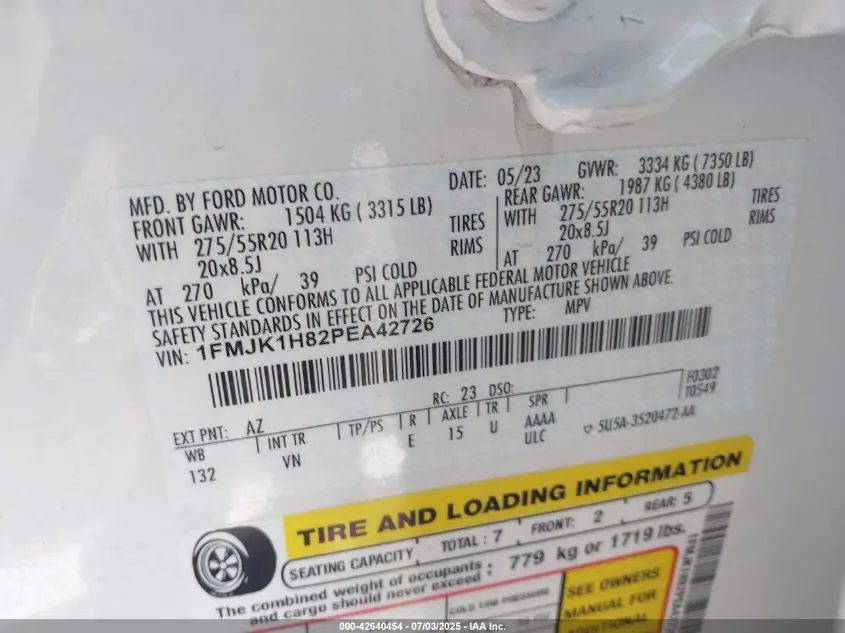 MFD. BY FORD MOTOR CO.
DATE: 05/23 GVWR: 3334 KG ( 7350 LB)
FRONT GAWR: 1504 KG ( 3315 LB)
WITH 275/55R20 113H TIRES
20x8.5J RIMS
AT 270 kPa/ 39 PSI COLD
REAR GAWR: 1987 KG ( 4380 LB)
WITH 275/55R20 113H TIRES
20x8.5J RIMS
AT 270 kPa/ 39 PSI COLD
THIS VEHICLE CONFORMS TO ALL APPLICABLE FEDERAL MOTOR VEHICLE
SAFETY STANDARDS IN EFFECT ON THE DATE OF MANUFACTURE SHOWN ABOVE.
VIN: 1FMJK1H82PEA42726 TYPE: MPV
F0302
T0549
EXT PNT: AZ RC: 23 DSO:
WB INT TR TP/PS R AXLE TR SPR
132 VN E 15 U AAAA
ULC
5U5A-3520472-AA
TIRE AND LOADING INFORMATION
SEATING CAPACITY TOTAL: 7 FRONT: 2 REAR: 5
The combined weight of occupants
and cargo should never exceed : 779 kg or 1719 lbs.
COLD TIRE PRESSURE
SEE OWNERS
MANUAL FOR
ADDITIONAL
000-42640454 | 07/03/2025 | IAA Inc.